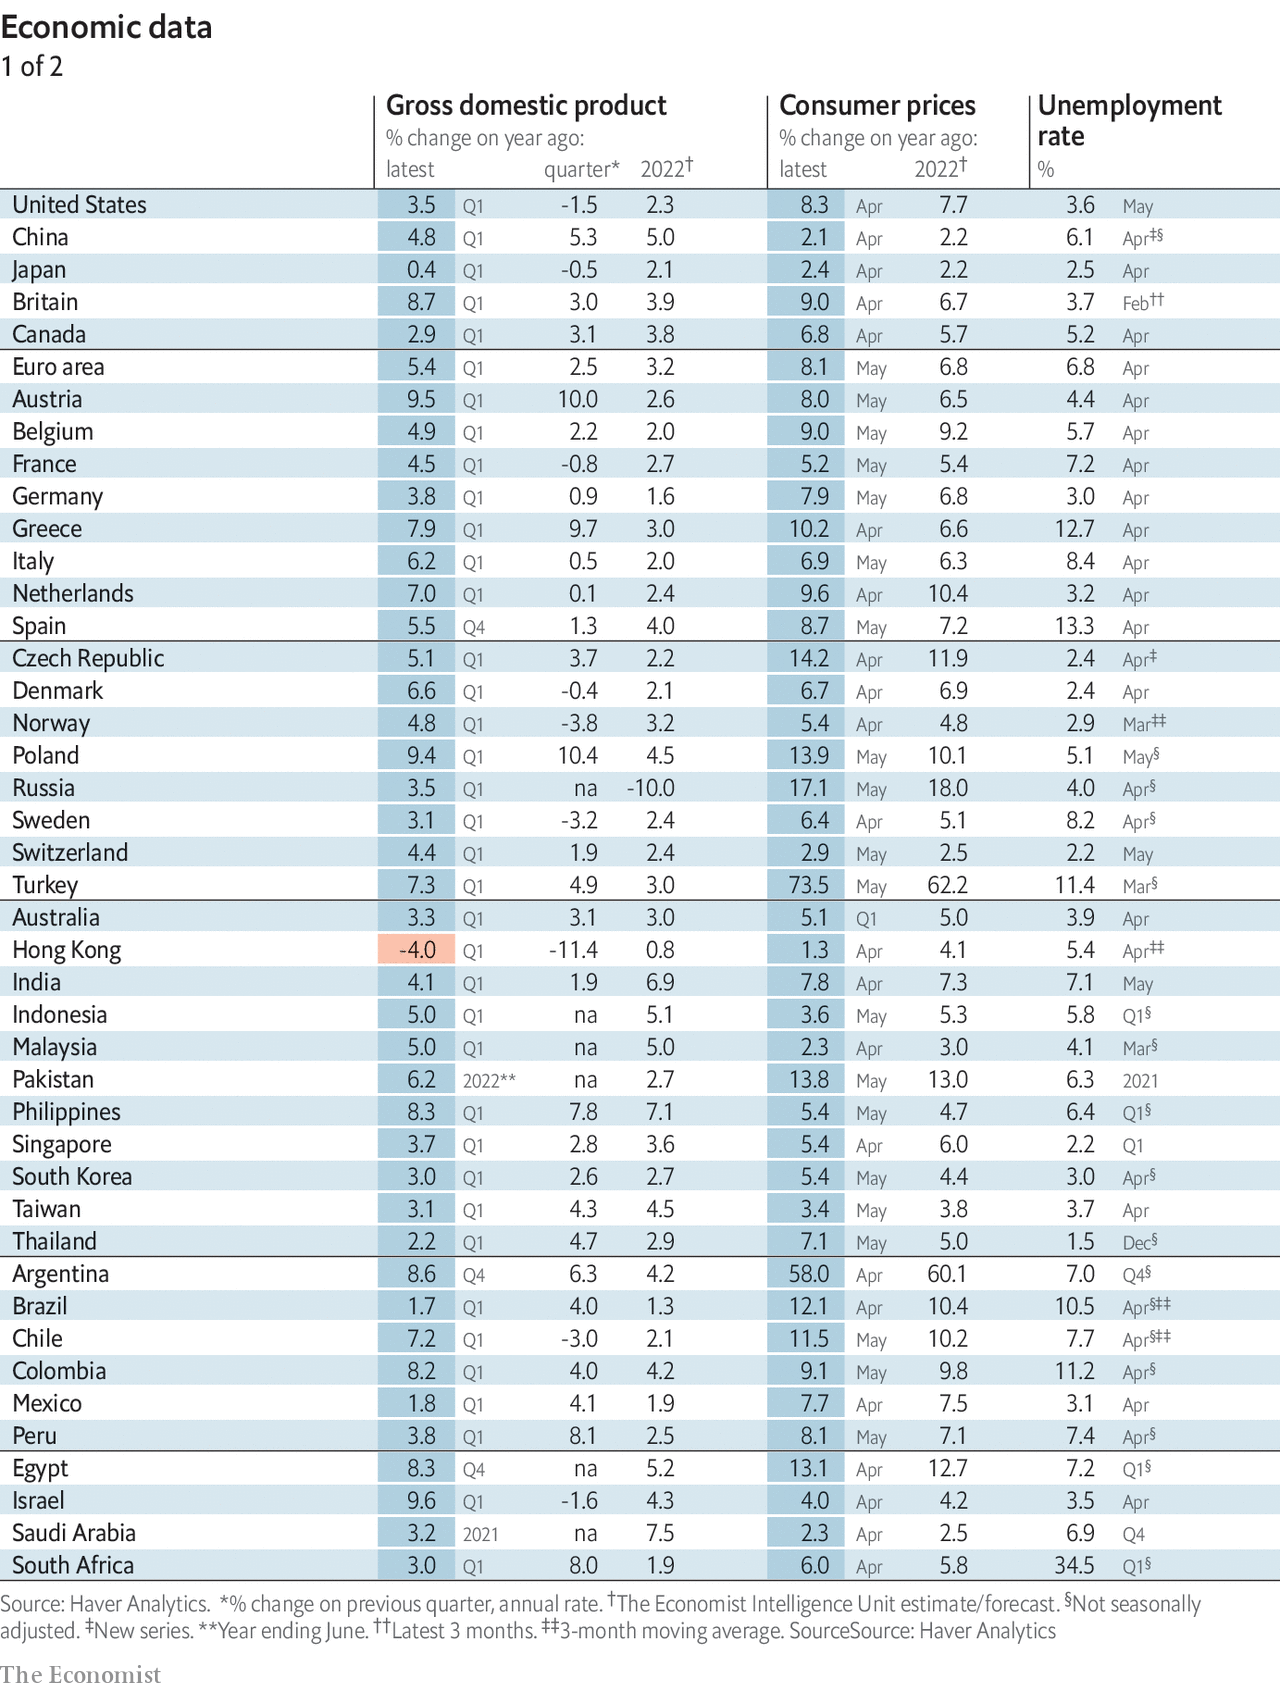 Economic data
1 of 2
Gross domestic product Consumer prices Unemployment
% change on year ago: % change on year ago: rate
latest quarter* 2022† latest 2022† %
United States 3.5 Q1 -1.5 2.3 8.3 Apr 7.7 3.6 May
China 4.8 Q1 5.3 5.0 2.1 Apr 2.2 6.1 Apr‡§
Japan 0.4 Q1 -0.5 2.1 2.4 Apr 2.2 2.5 Apr
Britain 8.7 Q1 3.0 3.9 9.0 Apr 6.7 3.7 Feb††
Canada 2.9 Q1 3.1 3.8 6.8 Apr 5.7 5.2 Apr
Euro area 5.4 Q1 2.5 3.2 8.1 May 6.8 6.8 Apr
Austria 9.5 Q1 10.0 2.6 8.0 May 6.5 4.4 Apr
Belgium 4.9 Q1 2.2 2.0 9.0 May 9.2 5.7 Apr
France 4.5 Q1 -0.8 2.7 5.2 May 5.4 7.2 Apr
Germany 3.8 Q1 0.9 1.6 7.9 May 6.8 3.0 Apr
Greece 7.9 Q1 9.7 3.0 10.2 Apr 6.6 12.7 Apr
Italy 6.2 Q1 0.5 2.0 6.9 May 6.3 8.4 Apr
Netherlands 7.0 Q1 0.1 2.4 9.6 Apr 10.4 3.2 Apr
Spain 5.5 Q4 1.3 4.0 8.7 May 7.2 13.3 Apr
Czech Republic 5.1 Q1 3.7 2.2 14.2 Apr 11.9 2.4 Apr‡
Denmark 6.6 Q1 -0.4 2.1 6.7 Apr 6.9 2.4 Apr
Norway 4.8 Q1 -3.8 3.2 5.4 Apr 4.8 2.9 Mar‡‡
Poland 9.4 Q1 10.4 4.5 13.9 May 10.1 5.1 May§
Russia 3.5 Q1 na -10.0 17.1 May 18.0 4.0 Apr§
Sweden 3.1 Q1 -3.2 2.4 6.4 Apr 5.1 8.2 Apr§
Switzerland 4.4 Q1 1.9 2.4 2.9 May 2.5 2.2 May
Turkey 7.3 Q1 4.9 3.0 73.5 May 62.2 11.4 Mar§
Australia 3.3 Q1 3.1 3.0 5.1 Q1 5.0 3.9 Apr
Hong Kong -4.0 Q1 -11.4 0.8 1.3 Apr 4.1 5.4 Apr‡‡
India 4.1 Q1 1.9 6.9 7.8 Apr 7.3 7.1 May
Indonesia 5.0 Q1 na 5.1 3.6 May 5.3 5.8 Q1§
Malaysia 5.0 Q1 na 5.0 2.3 Apr 3.0 4.1 Mar§
Pakistan 6.2 2022** na 2.7 13.8 May 13.0 6.3 2021
Philippines 8.3 Q1 7.8 7.1 5.4 May 4.7 6.4 Q1§
Singapore 3.7 Q1 2.8 3.6 5.4 Apr 6.0 2.2 Q1
South Korea 3.0 Q1 2.6 2.7 5.4 May 4.4 3.0 Apr§
Taiwan 3.1 Q1 4.3 4.5 3.4 May 3.8 3.7 Apr
Thailand 2.2 Q1 4.7 2.9 7.1 May 5.0 1.5 Dec§
Argentina 8.6 Q4 6.3 4.2 58.0 Apr 60.1 7.0 Q4§
Brazil 1.7 Q1 4.0 1.3 12.1 Apr 10.4 10.5 Apr§‡‡
Chile 7.2 Q1 -3.0 2.1 11.5 May 10.2 7.7 Apr§‡‡
Colombia 8.2 Q1 4.0 4.2 9.1 May 9.8 11.2 Apr§
Mexico 1.8 Q1 4.1 1.9 7.7 Apr 7.5 3.1 Apr
Peru 3.8 Q1 8.1 2.5 8.1 May 7.1 7.4 Apr§
Egypt 8.3 Q4 na 5.2 13.1 Apr 12.7 7.2 Q1§
Israel 9.6 Q1 -1.6 4.3 4.0 Apr 4.2 3.5 Apr
Saudi Arabia 3.2 2021 na 7.5 2.3 Apr 2.5 6.9 Q4
South Africa 3.0 Q1 8.0 1.9 6.0 Apr 5.8 34.5 Q1§
Source: Haver Analytics. *% change on previous quarter, annual rate. †The Economist Intelligence Unit estimate/forecast. §Not seasonally
adjusted. ‡New series. **Year ending June. ††Latest 3 months. ‡‡3-month moving average. SourceSource: Haver Analytics
The Economist